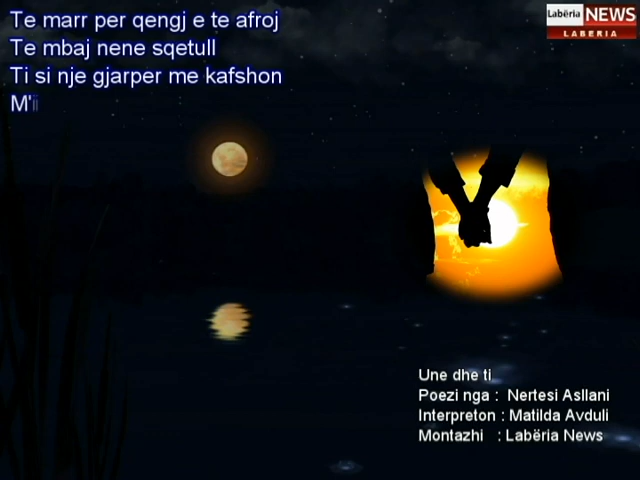 Te marr per qengj e te afroj
Te mbaj nene sqetull
Ti si nje gjarper me kafshon
M'
Labëria NEWS
LABERIA
Une dhe ti
Poezi nga : Nertesi Asllani
Interpreton : Matilda Avduli
Montazhi : Labëria News